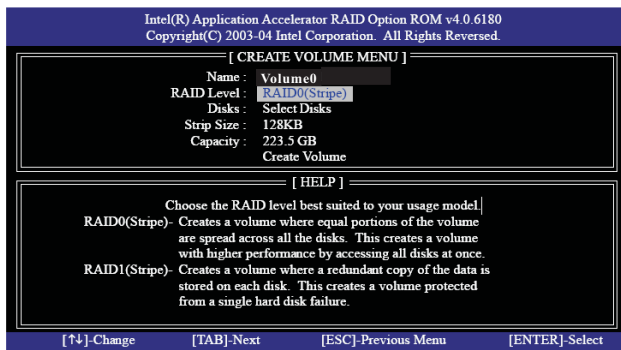 Intel(R) Application Accelerator RAID Option ROM v4.0.6180
Copyright(C) 2003-04 Intel Corporation. All Rights Reversed.
[ CREATE VOLUME MENU ]
Name : Volume0
RAID Level : RAID0(Stripe)
Disks : Select Disks
Strip Size : 128KB
Capacity : 223.5 GB
Create Volume
[ HELP ]
Choose the RAID level best suited to your usage model.
RAID0(Stripe)- Creates a volume where equal portions of the volume
are spread across all the disks. This creates a volume
with higher performance by accessing all disks at once.
RAID1(Stripe)- Creates a volume where a redundant copy of the data is
stored on each disk. This creates a volume protected
from a single hard disk failure.
[↑↓]-Change [TAB]-Next [ESC]-Previous Menu [ENTER]-Select